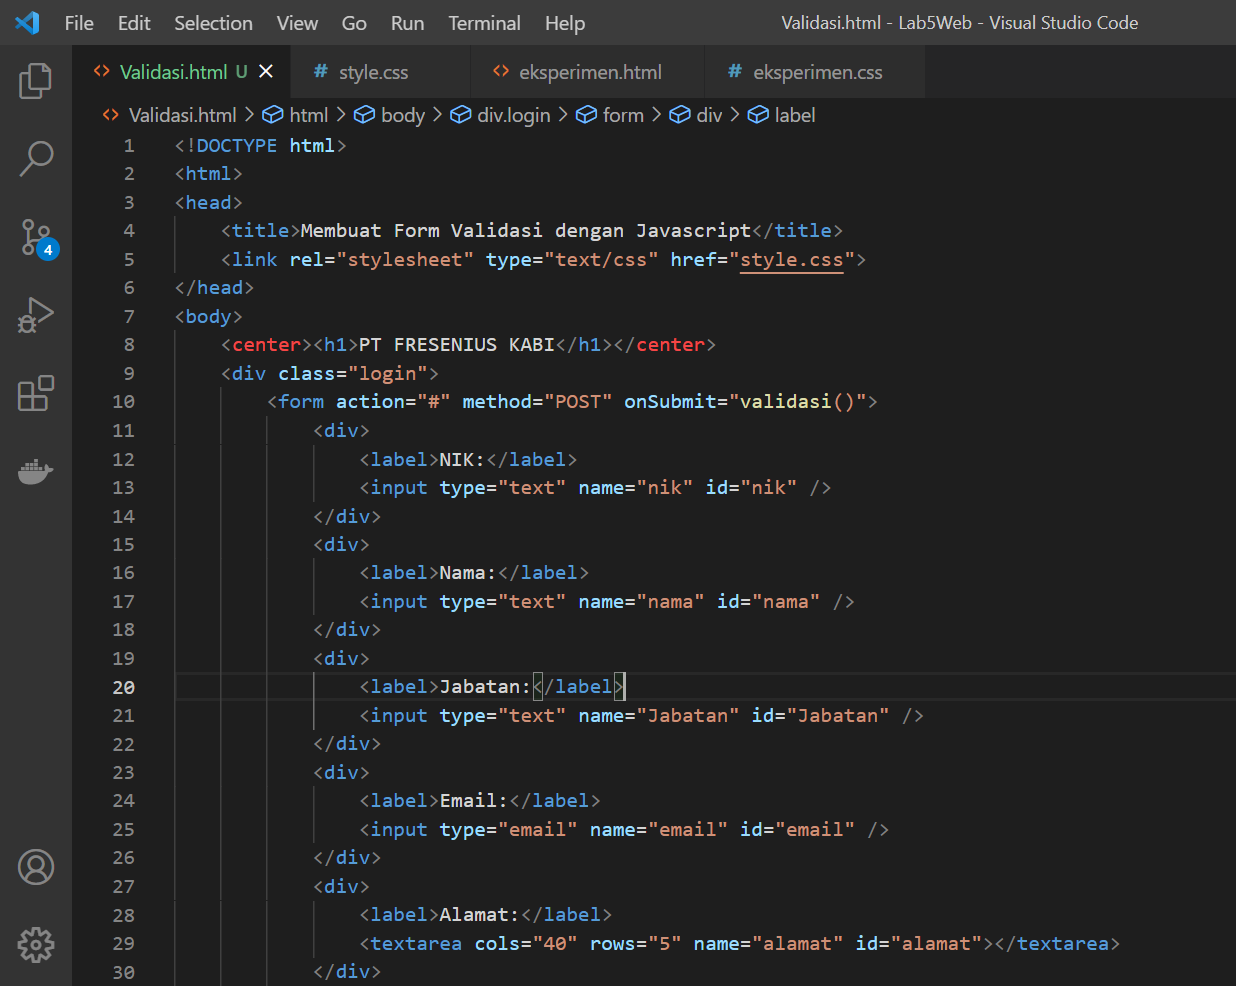 File Edit Selection View Go Run Terminal Help Validasi.html - Lab5Web - Visual Studio Code
<> Validasi.html U × # style.css <> eksperimen.html # eksperimen.css
<> Validasi.html > html > body > div.login > form > div > label
1 <!DOCTYPE html>
2 <html>
3 <head>
4 <title>Membuat Form Validasi dengan Javascript</title>
5 <link rel="stylesheet" type="text/css" href="style.css">
6 </head>
7 <body>
8 <center><h1>PT FRESENIUS KABI</h1></center>
9 <div class="login">
10 <form action="#" method="POST" onSubmit="validasi()">
11 <div>
12 <label>NIK:</label>
13 <input type="text" name="nik" id="nik" />
14 </div>
15 <div>
16 <label>Nama:</label>
17 <input type="text" name="nama" id="nama" />
18 </div>
19 <div>
20 <label>Jabatan:</label>
21 <input type="text" name="Jabatan" id="Jabatan" />
22 </div>
23 <div>
24 <label>Email:</label>
25 <input type="email" name="email" id="email" />
26 </div>
27 <div>
28 <label>Alamat:</label>
29 <textarea cols="40" rows="5" name="alamat" id="alamat"></textarea>
30 </div>
4